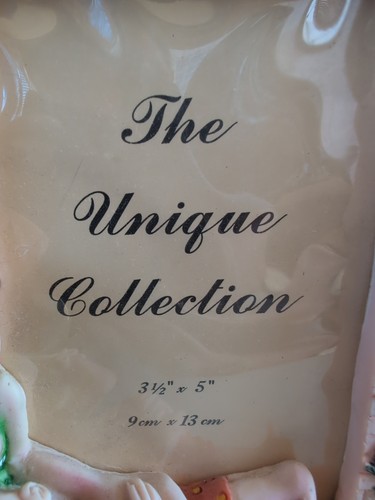 The
Unique
Collection
3½" x 5"
9cm x 13cm